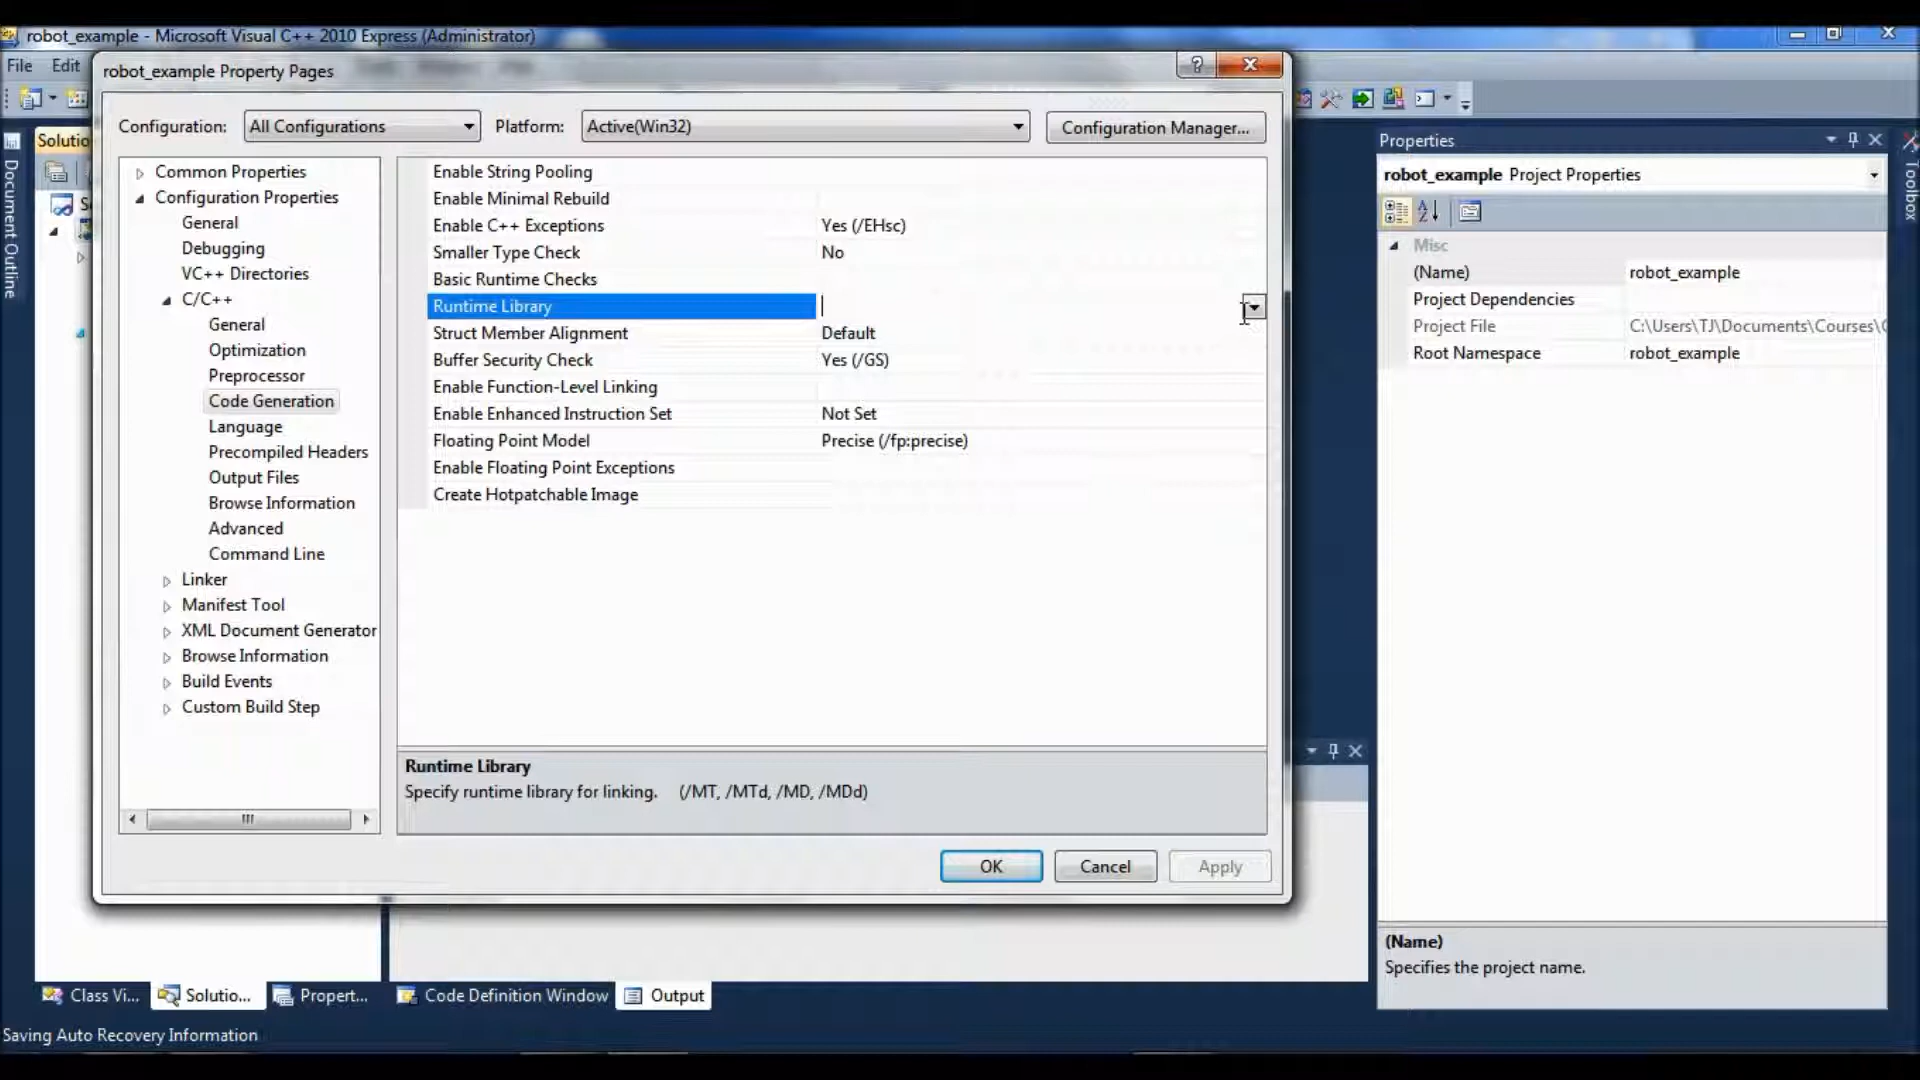 robot_example - Microsoft Visual C++ 2010 Express (Administrator)
File Edit
robot_example Property Pages
Configuration: All Configurations Platform: Active(Win32) Configuration Manager...
Common Properties
Configuration Properties
General
Debugging
VC++ Directories
C/C++
General
Optimization
Preprocessor
Code Generation
Language
Precompiled Headers
Output Files
Browse Information
Advanced
Command Line
Linker
Manifest Tool
XML Document Generator
Browse Information
Build Events
Custom Build Step
Enable String Pooling
Enable Minimal Rebuild
Enable C++ Exceptions Yes (/EHsc)
Smaller Type Check No
Basic Runtime Checks
Runtime Library
Struct Member Alignment Default
Buffer Security Check Yes (/GS)
Enable Function-Level Linking
Enable Enhanced Instruction Set Not Set
Floating Point Model Precise (/fp:precise)
Enable Floating Point Exceptions
Create Hotpatchable Image
Runtime Library
Specify runtime library for linking. (/MT, /MTd, /MD, /MDd)
OK Cancel Apply
Document Outline
Solutio
S
Properties
robot_example Project Properties
Misc
(Name) robot_example
Project Dependencies
Project File C:\Users\TJ\Documents\Courses\
Root Namespace robot_example
(Name)
Specifies the project name.
Toolbox
Class Vi... Solutio... Propert... Code Definition Window Output
Saving Auto Recovery Information